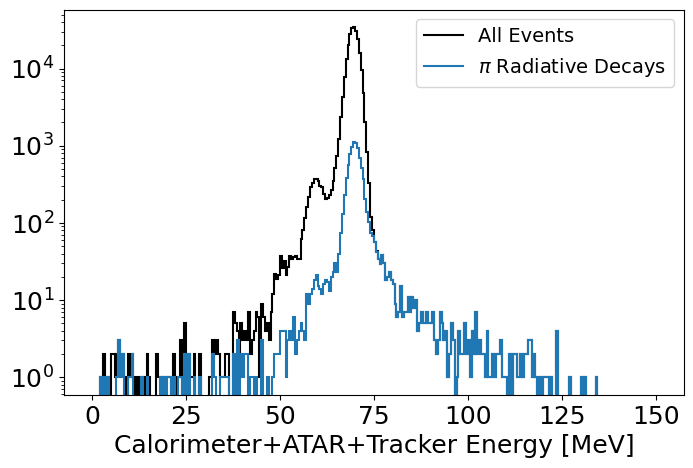 All Events
π Radiative Decays
10⁴
10³
10²
10¹
10⁰
0 25 50 75 100 125 150
Calorimeter+ATAR+Tracker Energy [MeV]